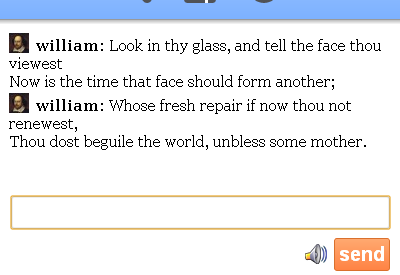 william: Look in thy glass, and tell the face thou
viewest
Now is the time that face should form another;
william: Whose fresh repair if now thou not
renewest,
Thou dost beguile the world, unbless some mother.
send